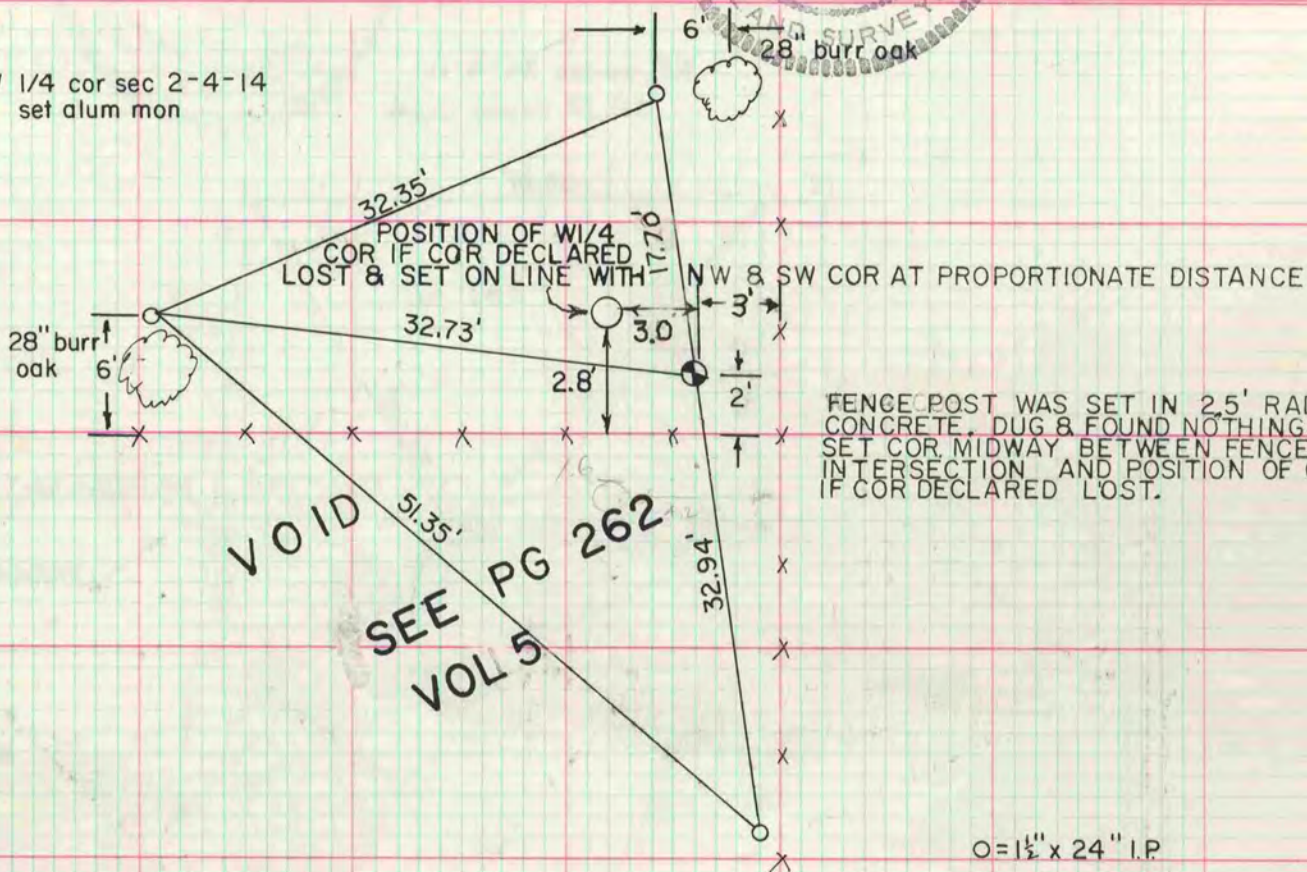 1/4 cor sec 2-4-14
set alum mon
AND SURVEY
6'
28" burr oak
32.35'
17.70'
POSITION OF W1/4
COR IF COR DECLARED
LOST & SET ON LINE WITH NW & SW COR AT PROPORTIONATE DISTANCE
3'
3.0
32.73'
28" burr
oak
6'
2.8'
2'
FENCE POST WAS SET IN 2.5' RAD
CONCRETE. DUG & FOUND NOTHING
SET COR MIDWAY BETWEEN FENCE
INTERSECTION AND POSITION OF
IF COR DECLARED LOST.
VOID
51.35'
SEE PG 262
VOL 5
32.94'
O=1½" x 24" I.P.